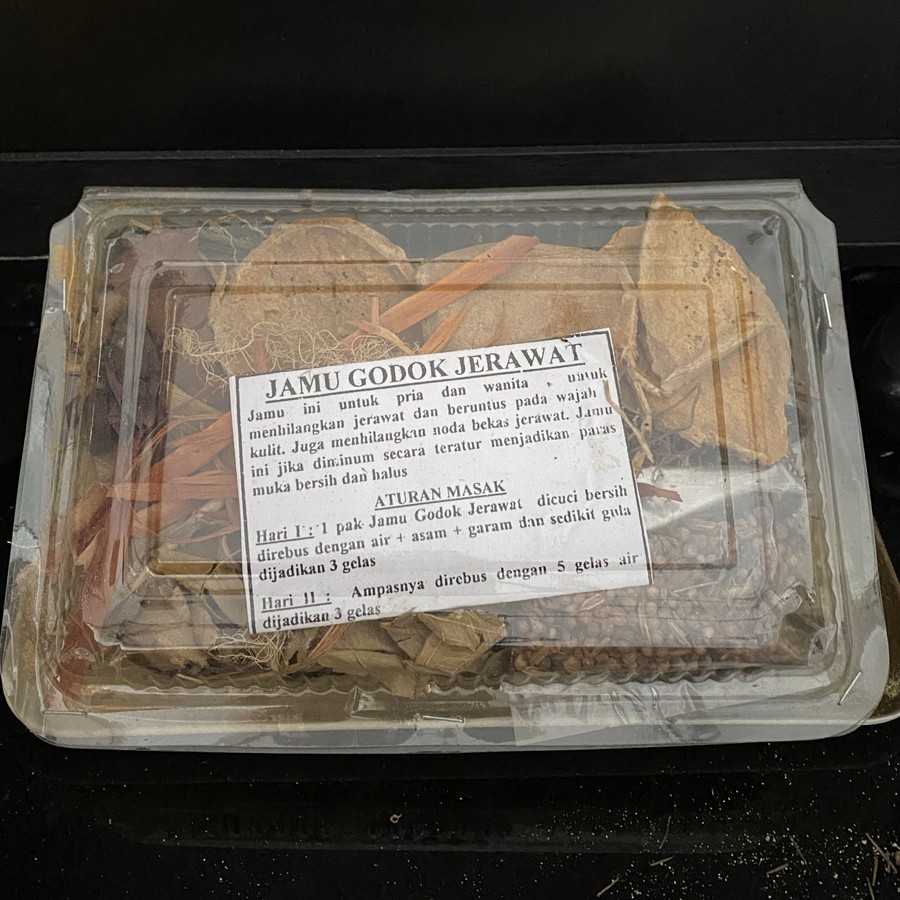 JAMU GODOK JERAWAT
Jamu ini untuk pria dan wanita , untuk
menhilangkan jerawat dan beruntus pada wajah
kulit. Juga menhilangkan noda bekas jerawat. Jamu
ini jika diminum secara teratur menjadikan paras
muka bersih dan halus
ATURAN MASAK
Hari I : 1 pak Jamu Godok Jerawat dicuci bersih
direbus dengan air + asam + garam dan sedikit gula
dijadikan 3 gelas
Hari II : Ampasnya direbus dengan 5 gelas air
dijadikan 3 gelas